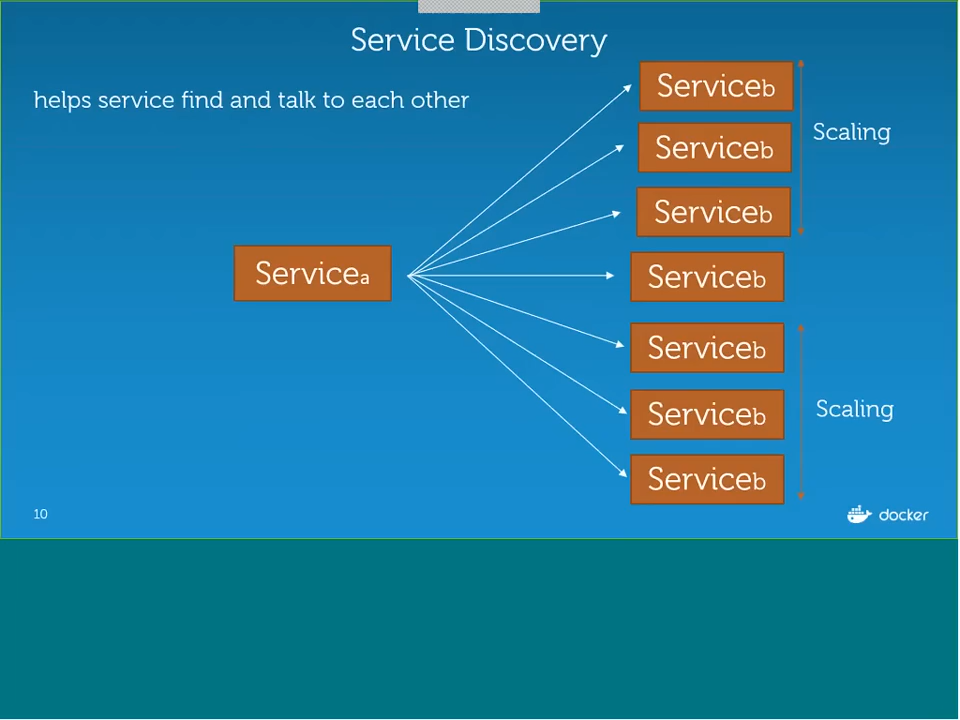 Service Discovery
helps service find and talk to each other
Serviceb
Serviceb
Scaling
Serviceb
Servicea
Serviceb
Serviceb
Serviceb
Scaling
Serviceb
10
docker